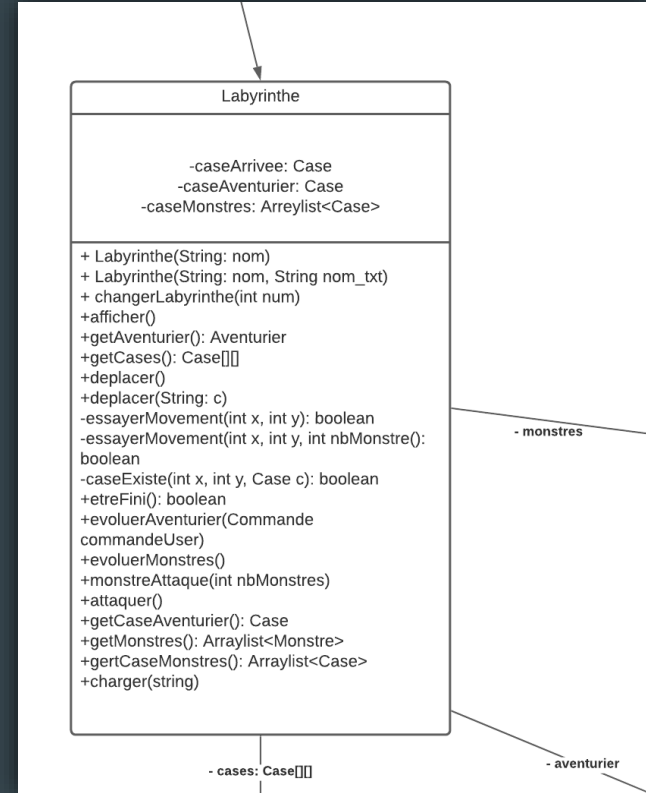 Labyrinthe
-caseArrivee: Case
-caseAventurier: Case
-caseMonstres: Arreylist<Case>
+ Labyrinthe(String: nom)
+ Labyrinthe(String: nom, String nom_txt)
+ changerLabyrinthe(int num)
+afficher()
+getAventurier(): Aventurier
+getCases(): Case[][]
+deplacer()
+deplacer(String: c)
-essayerMovement(int x, int y): boolean
-essayerMovement(int x, int y, int nbMonstre():
boolean
-caseExiste(int x, int y, Case c): boolean
+etreFini(): boolean
+evoluerAventurier(Commande
commandeUser)
+evoluerMonstres()
+monstreAttaque(int nbMonstres)
+attaquer()
+getCaseAventurier(): Case
+getMonstres(): Arraylist<Monstre>
+gertCaseMonstres(): Arraylist<Case>
+charger(string)
- monstres
- aventurier
- cases: Case[][]